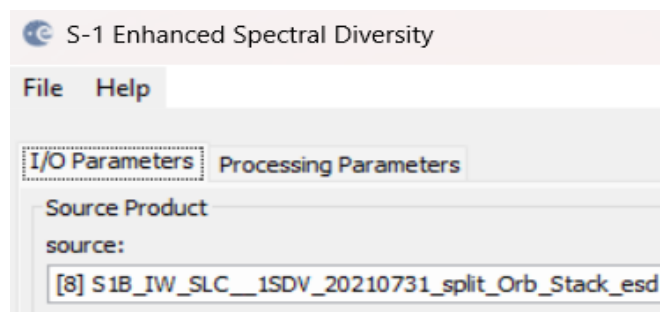 S-1 Enhanced Spectral Diversity
File Help
I/O Parameters Processing Parameters
Source Product
source:
[8] S1B_IW_SLC__1SDV_20210731_split_Orb_Stack_esd